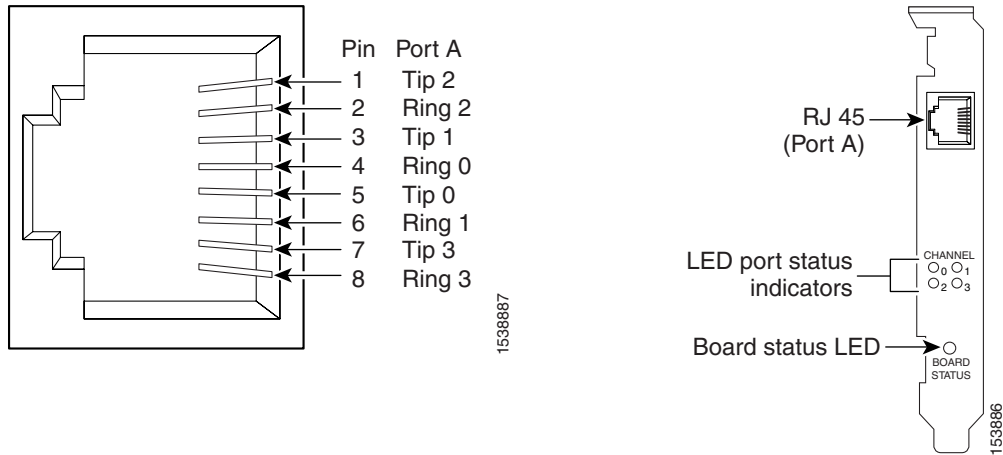 Pin Port A
1 Tip 2
2 Ring 2
3 Tip 1
4 Ring 0
5 Tip 0
6 Ring 1
7 Tip 3
8 Ring 3
1538887
RJ 45
(Port A)
CHANNEL
0 1
2 3
LED port status
indicators
Board status LED
BOARD
STATUS
153886